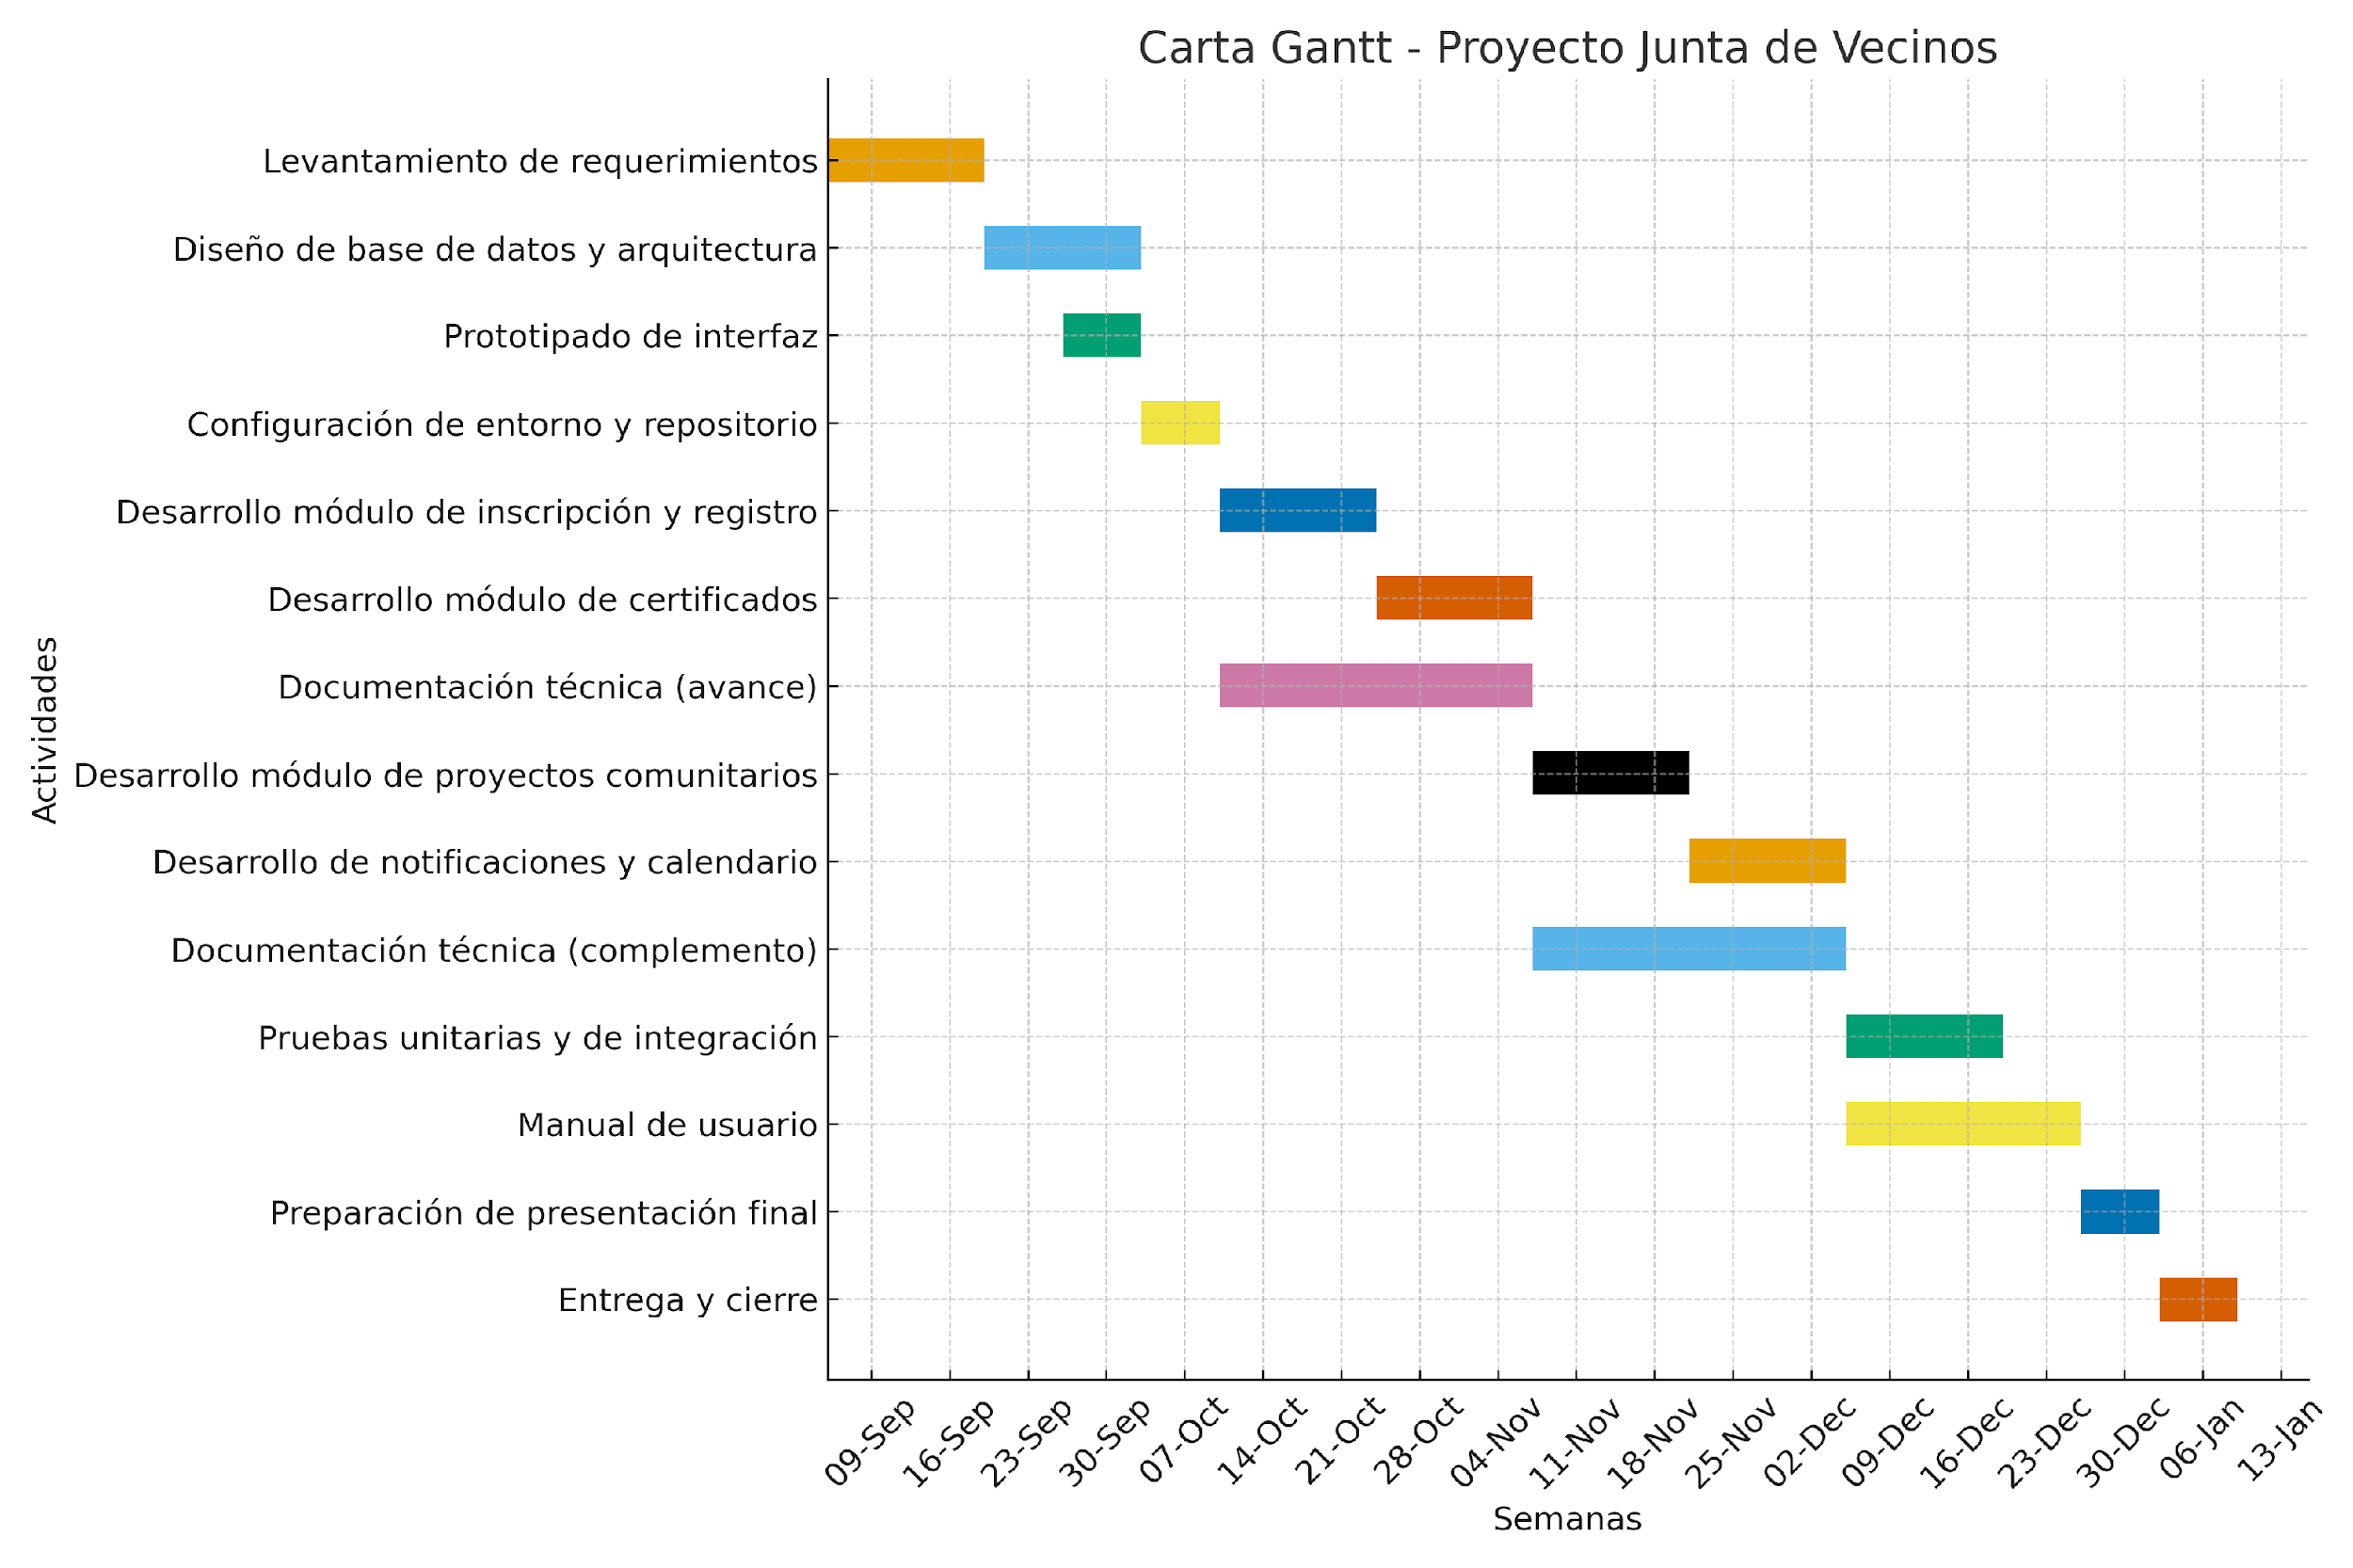 Carta Gantt - Proyecto Junta de Vecinos
Actividades
Levantamiento de requerimientos
Diseño de base de datos y arquitectura
Prototipado de interfaz
Configuración de entorno y repositorio
Desarrollo módulo de inscripción y registro
Desarrollo módulo de certificados
Documentación técnica (avance)
Desarrollo módulo de proyectos comunitarios
Desarrollo de notificaciones y calendario
Documentación técnica (complemento)
Pruebas unitarias y de integración
Manual de usuario
Preparación de presentación final
Entrega y cierre
09-Sep
16-Sep
23-Sep
30-Sep
07-Oct
14-Oct
21-Oct
28-Oct
04-Nov
11-Nov
18-Nov
25-Nov
02-Dec
09-Dec
16-Dec
23-Dec
30-Dec
06-Jan
13-Jan
Semanas